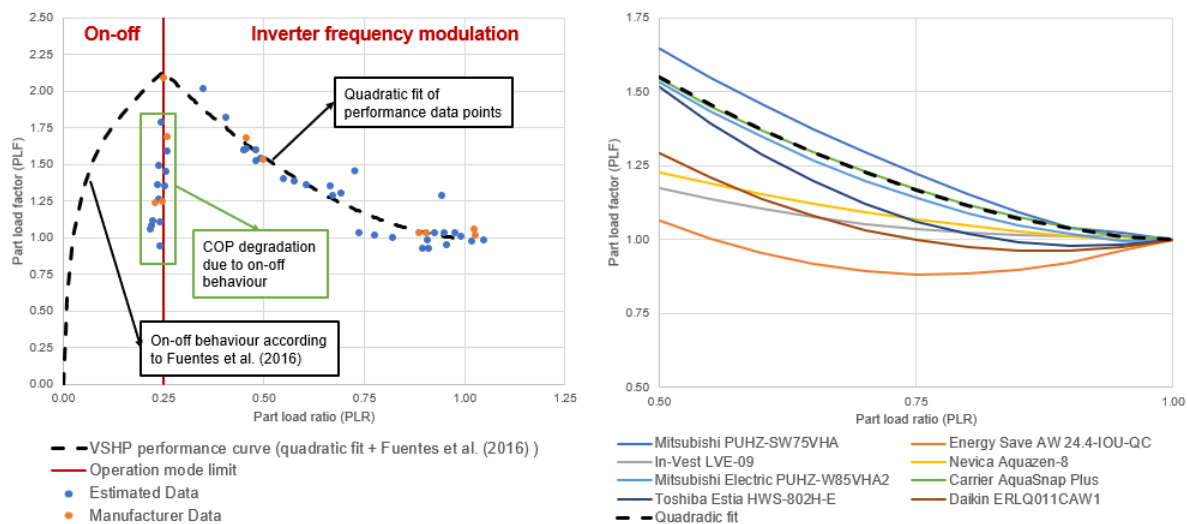 On-off
Inverter frequency modulation
2.50
2.25
2.00
1.75
1.50
1.25
1.00
0.75
0.50
0.25
0.00
Part load factor (PLF)
Quadratic fit of
performance data points
COP degradation
due to on-off
behaviour
On-off behaviour according
to Fuentes et al. (2016)
0.00
0.25
0.50
0.75
1.00
1.25
Part load ratio (PLR)
VSHP performance curve (quadratic fit + Fuentes et al. (2016) )
Operation mode limit
Estimated Data
Manufacturer Data
1.75
1.50
1.25
1.00
0.75
0.50
Part load factor (PLF)
0.50
0.75
1.00
Part load ratio (PLR)
Mitsubishi PUHZ-SW75VHA
Energy Save AW 24.4-IOU-QC
In-Vest LVE-09
Nevica Aquazen-8
Mitsubishi Electric PUHZ-W85VHA2
Carrier AquaSnap Plus
Toshiba Estia HWS-802H-E
Daikin ERLQ011CAW1
Quadradic fit